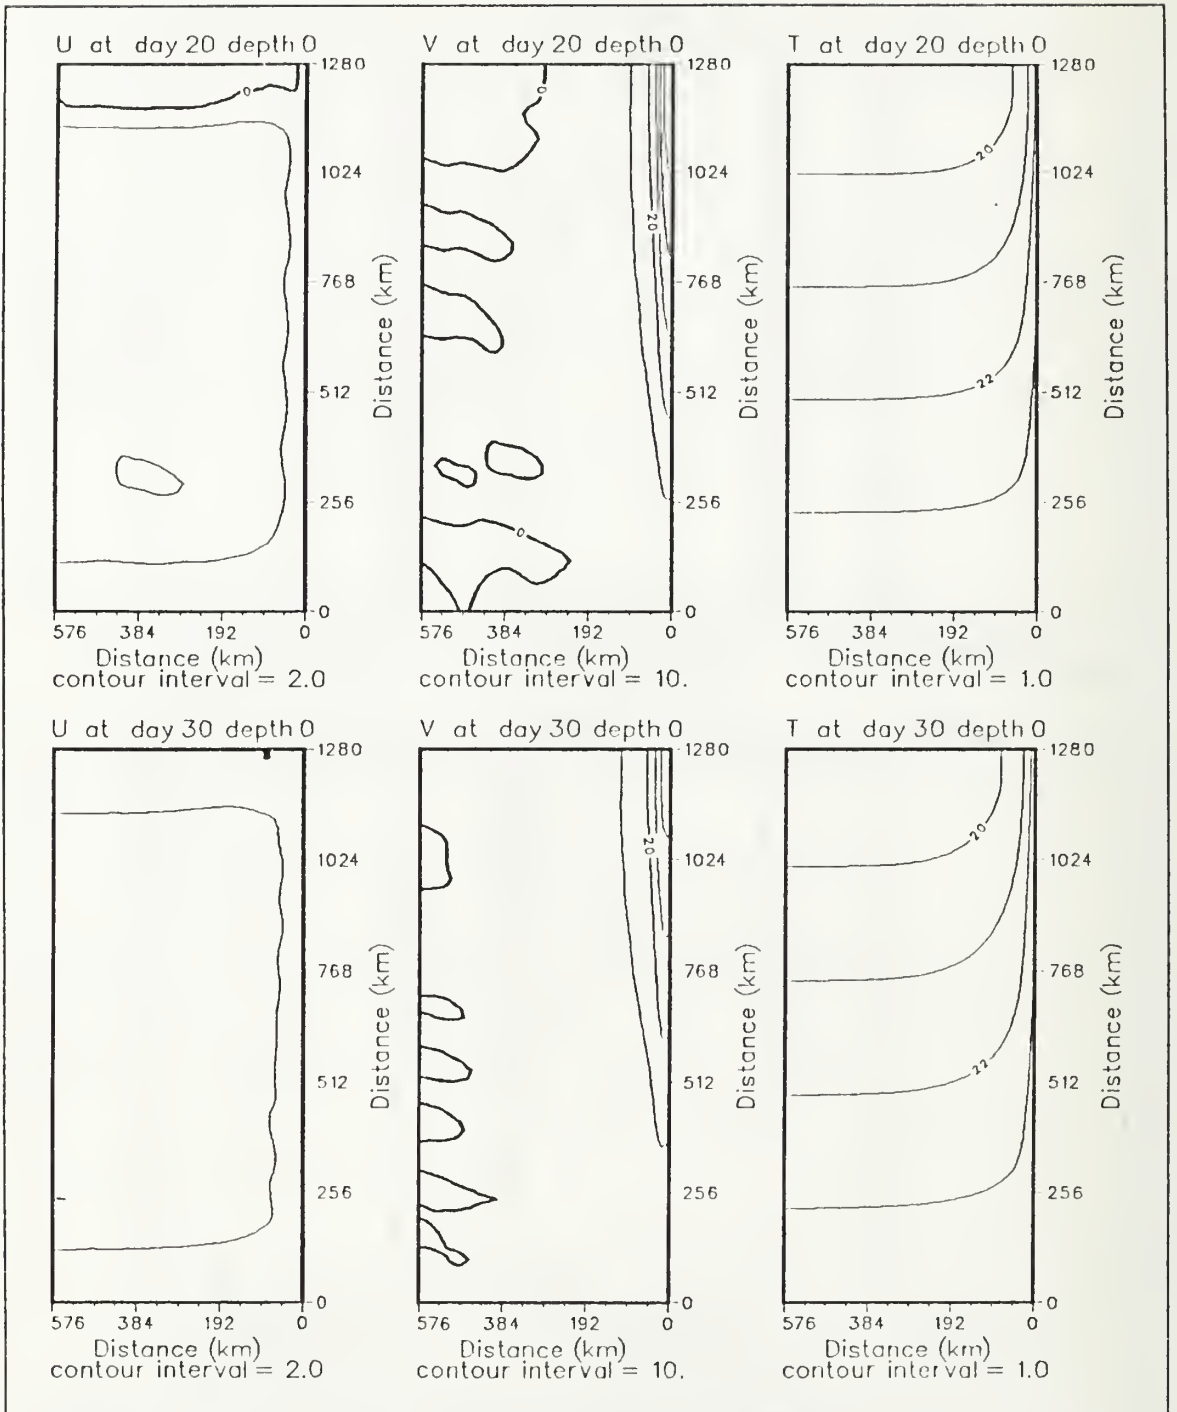 U at day 20 depth 0
V at day 20 depth 0
T at day 20 depth 0
1280
1024
768
512
256
0
Distance (km)
0
576 384 192 0
Distance (km)
contour interval = 2.0
1280
1024
768
512
256
0
Distance (km)
0
20
0
576 384 192 0
Distance (km)
contour interval = 10.
1280
1024
768
512
256
0
Distance (km)
20
22
576 384 192 0
Distance (km)
contour interval = 1.0
U at day 30 depth 0
V at day 30 depth 0
T at day 30 depth 0
1280
1024
768
512
256
0
Distance (km)
576 384 192 0
Distance (km)
contour interval = 2.0
1280
1024
768
512
256
0
Distance (km)
20
576 384 192 0
Distance (km)
contour interval = 10.
1280
1024
768
512
256
0
Distance (km)
20
22
576 384 192 0
Distance (km)
contour interval = 1.0